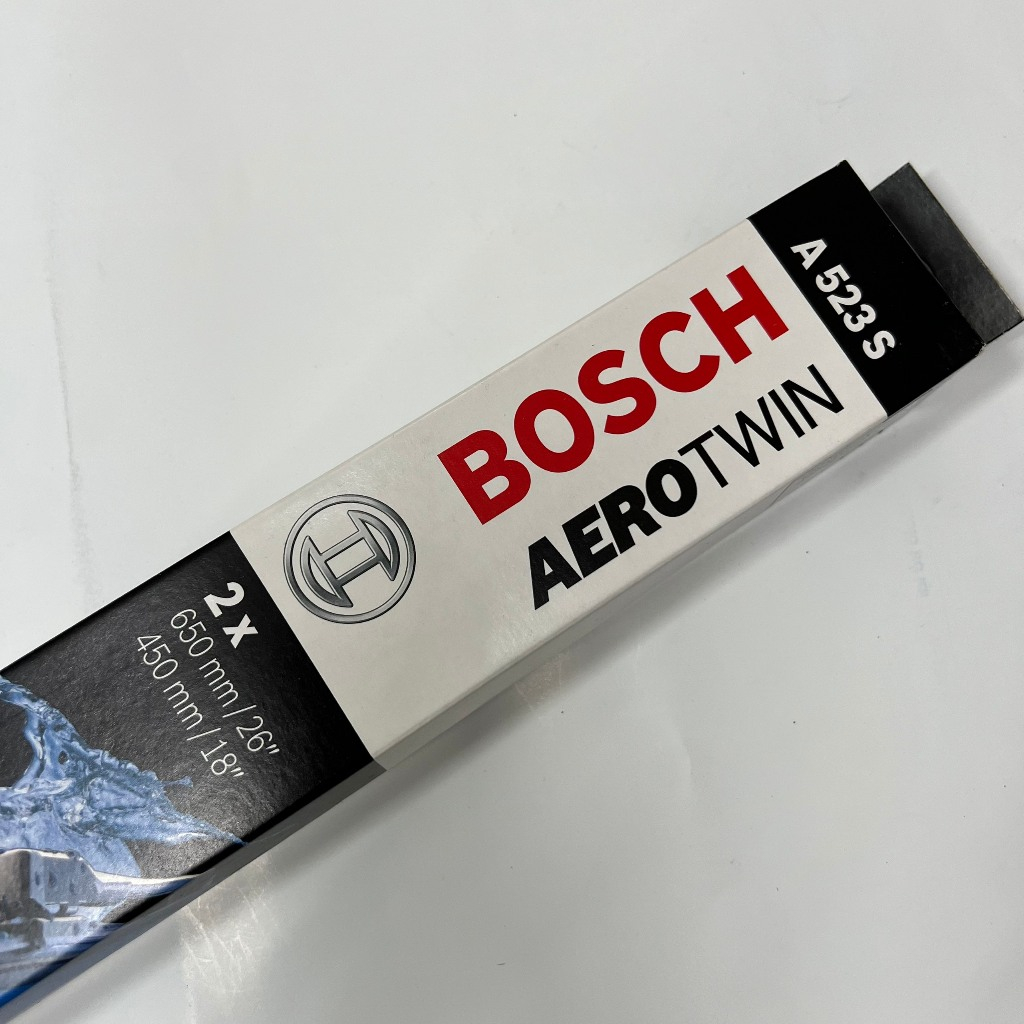 A 523 S
BOSCH
AEROTWIN
2 x
650 mm / 26"
450 mm / 18"